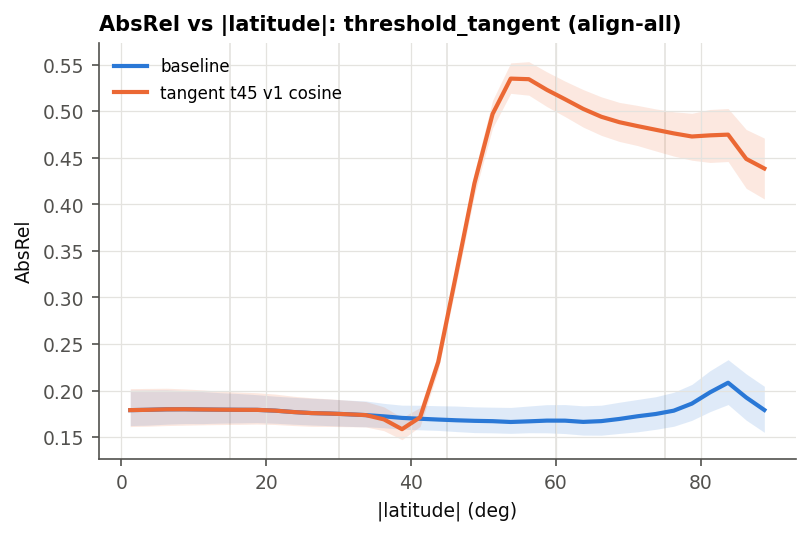 AbsRel vs |latitude|: threshold_tangent (align-all)
baseline
tangent t45 v1 cosine
AbsRel
0.55
0.50
0.45
0.40
0.35
0.30
0.25
0.20
0.15
0
20
40
60
80
|latitude| (deg)